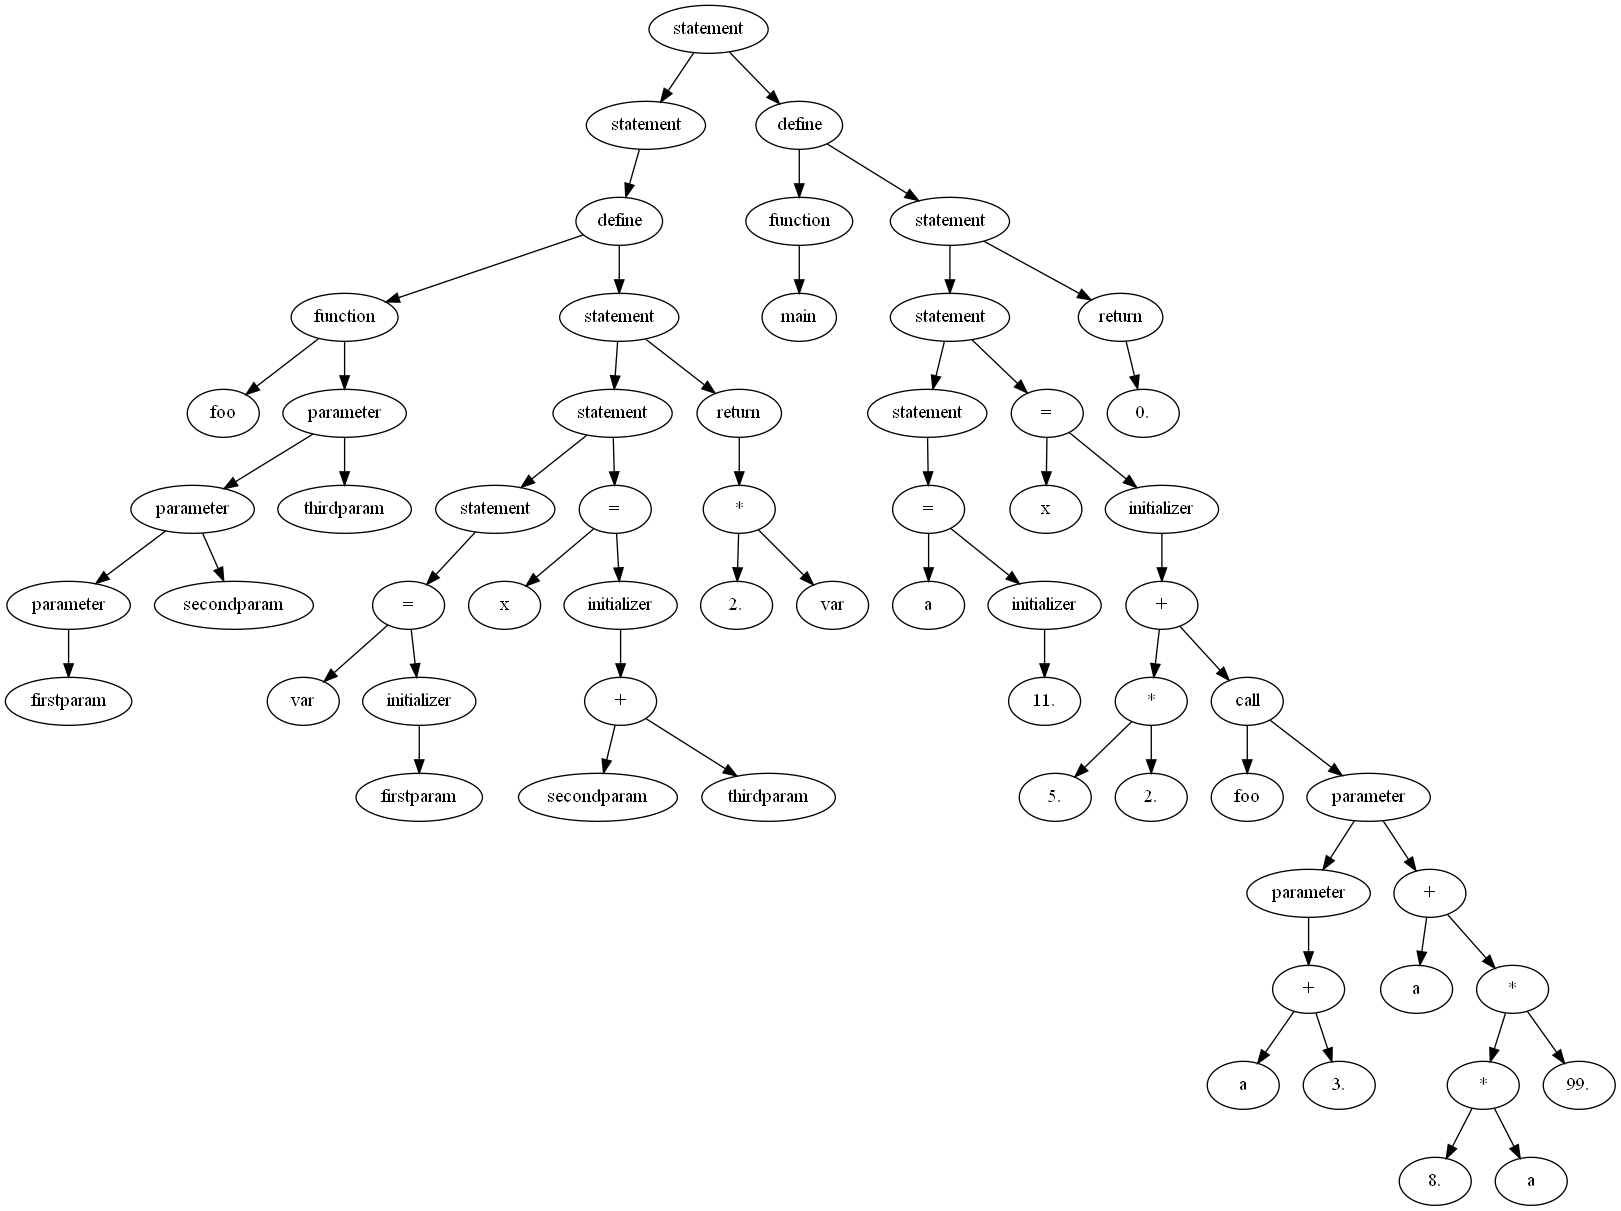 statement
statement define
define function statement
function statement main statement return
foo parameter statement return statement = 0.
parameter thirdparam statement = * = x initializer
parameter secondparam = x initializer 2. var a initializer +
firstparam var initializer + 11. * call
firstparam secondparam thirdparam 5. 2. foo parameter
parameter +
+ a *
a 3. * 99.
8. a